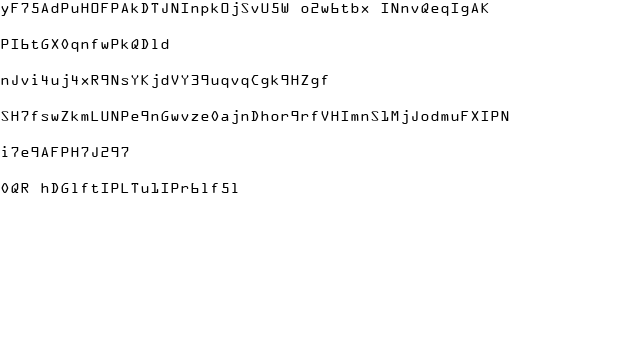 yF75AdPuHOFPAkDTJNInpkOjSvU5W o2w6tbx INnvQeqIgAK
PI6tGX0qnfwPkQDld
nJvi4uj4xR9NsYKjdVY39uqvqCgk9HZgf
SH7fswZkmLUNPe9nGwvze0ajnDhor9rfVHImnS1MjJodmuFXIPN
i7e9AFPH7J297
0QR hDGlftIPLTu1IPr6lf5l